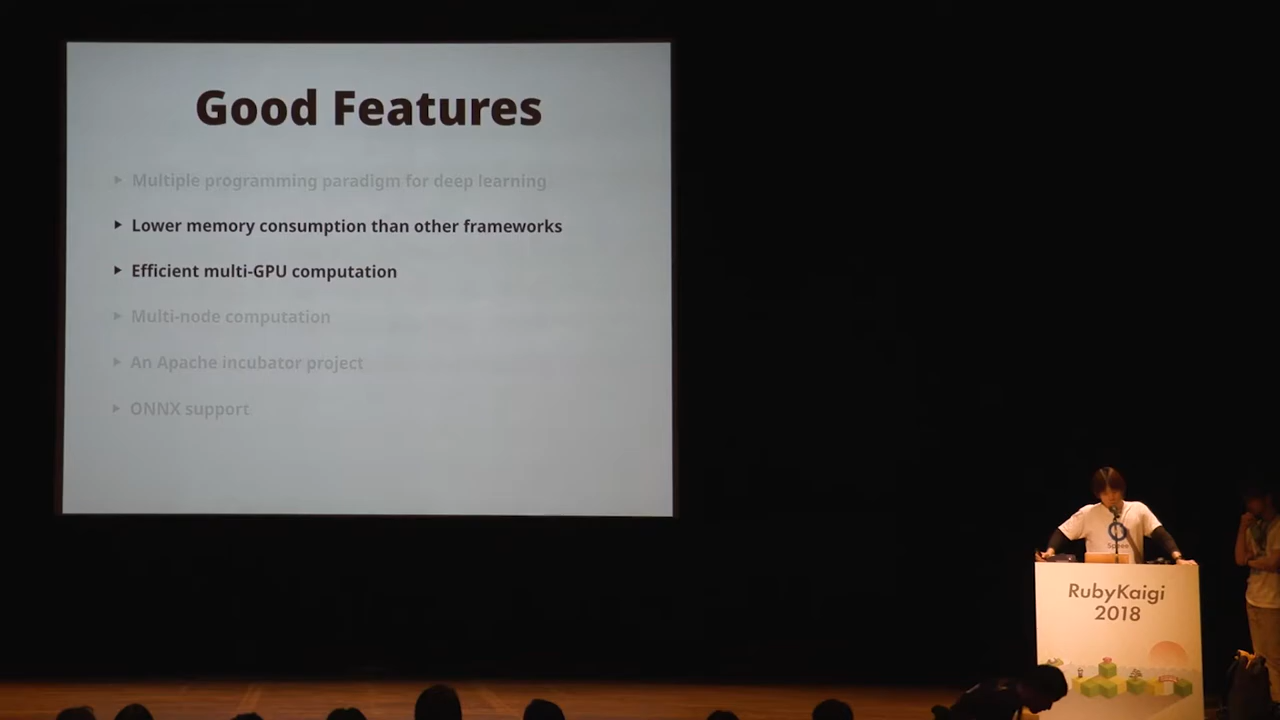 Good Features
Multiple programming paradigm for deep learning
Lower memory consumption than other frameworks
Efficient multi-GPU computation
Multi-node computation
An Apache incubator project
ONNX support
RubyKaigi
2018